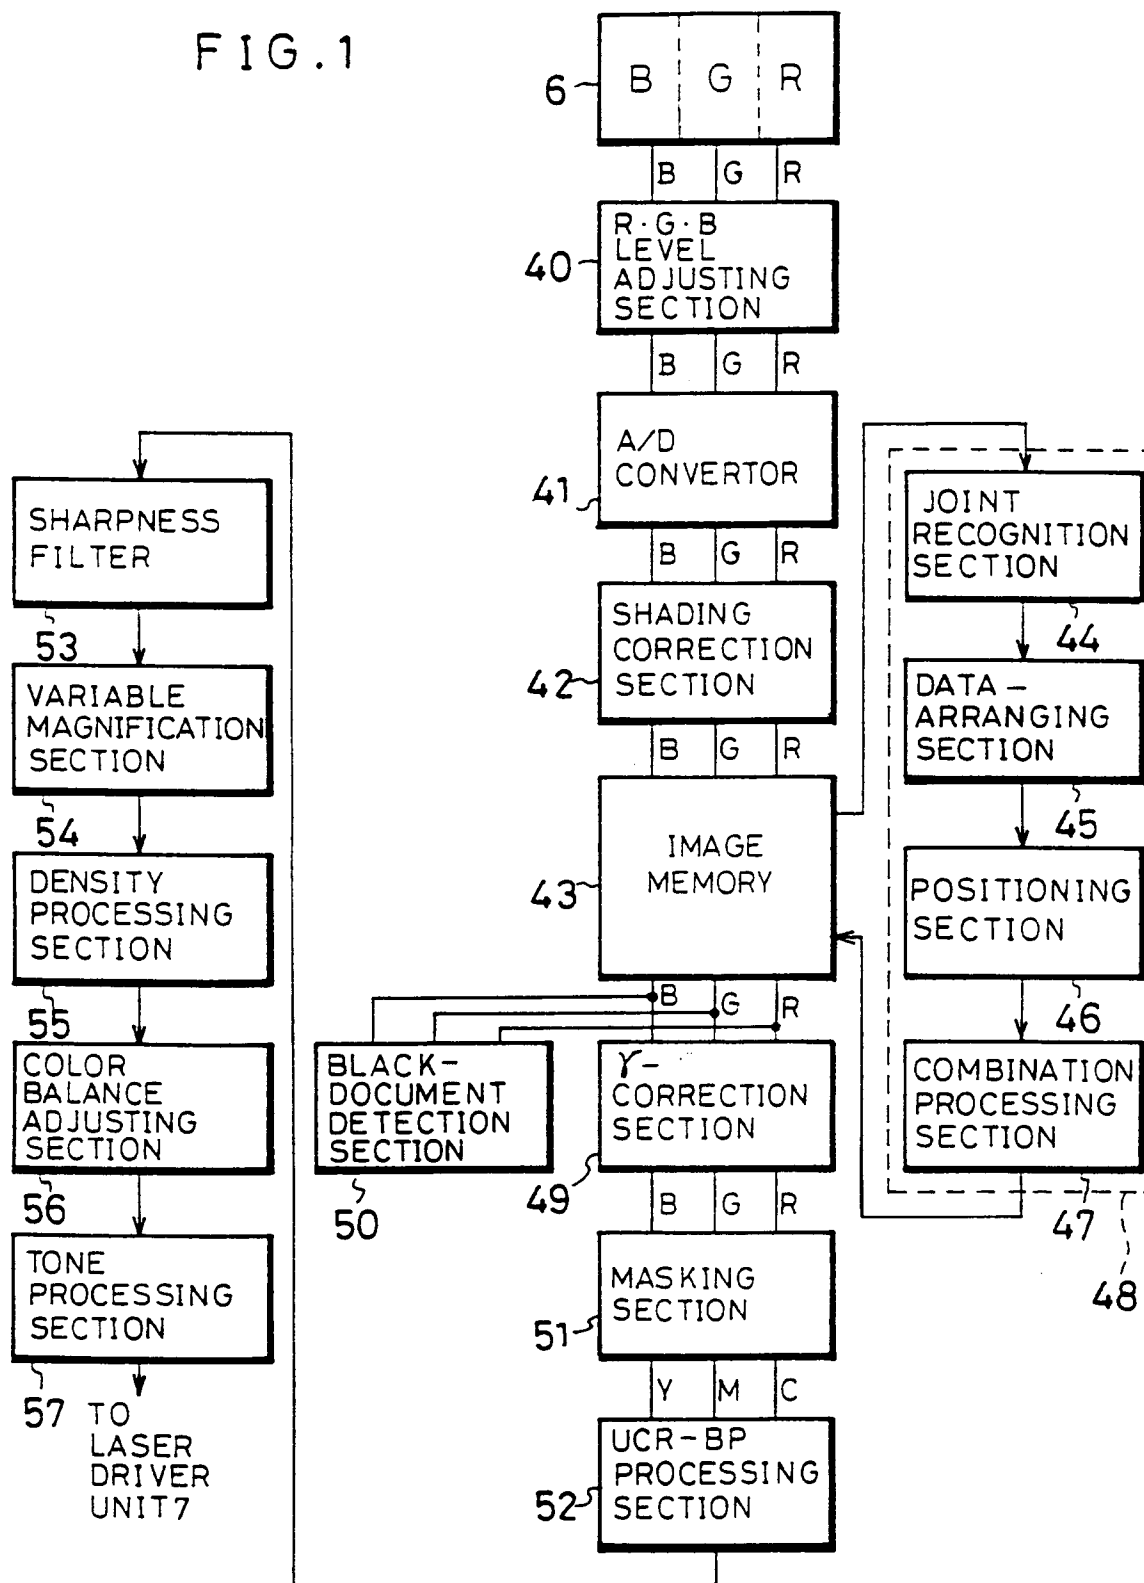 FIG.1
B G R
6
B G R
R·G·B
LEVEL
ADJUSTING
SECTION
40
B G R
A/D
CONVERTOR
41
B G R
SHADING
CORRECTION
SECTION
42
B G R
IMAGE
MEMORY
43
JOINT
RECOGNITION
SECTION
44
DATA-
ARRANGING
SECTION
45
POSITIONING
SECTION
46
COMBINATION
PROCESSING
SECTION
47
48
B G R
BLACK-
DOCUMENT
DETECTION
SECTION
50
γ-
CORRECTION
SECTION
49
B G R
MASKING
SECTION
51
Y M C
UCR-BP
PROCESSING
SECTION
52
SHARPNESS
FILTER
53
VARIABLE
MAGNIFICATION
SECTION
54
DENSITY
PROCESSING
SECTION
55
COLOR
BALANCE
ADJUSTING
SECTION
56
TONE
PROCESSING
SECTION
57
TO
LASER
DRIVER
UNIT7